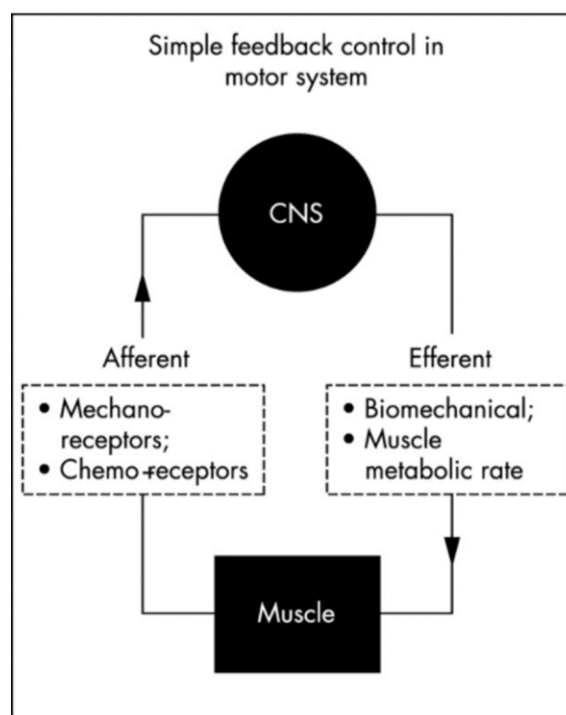 Simple feedback control in
motor system
CNS
Afferent
• Mechano-
receptors;
• Chemo-receptors
Efferent
• Biomechanical;
• Muscle
metabolic rate
Muscle